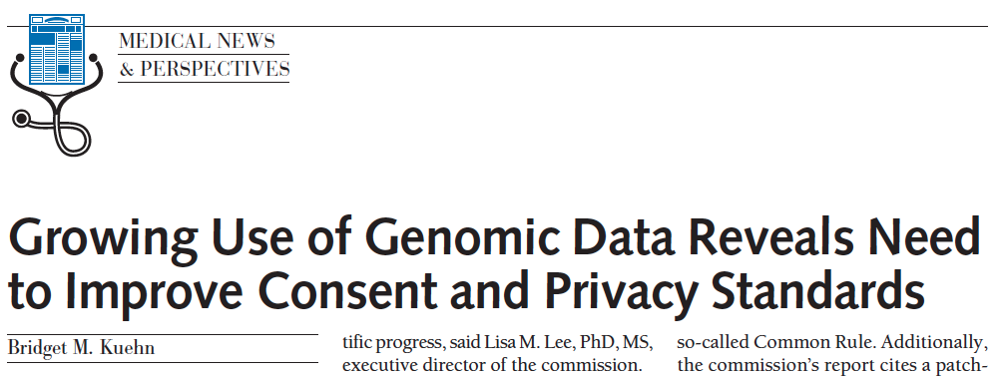 MEDICAL NEWS
& PERSPECTIVES
Growing Use of Genomic Data Reveals Need
to Improve Consent and Privacy Standards
Bridget M. Kuehn
tific progress, said Lisa M. Lee, PhD, MS,
executive director of the commission.
so-called Common Rule. Additionally,
the commission’s report cites a patch-